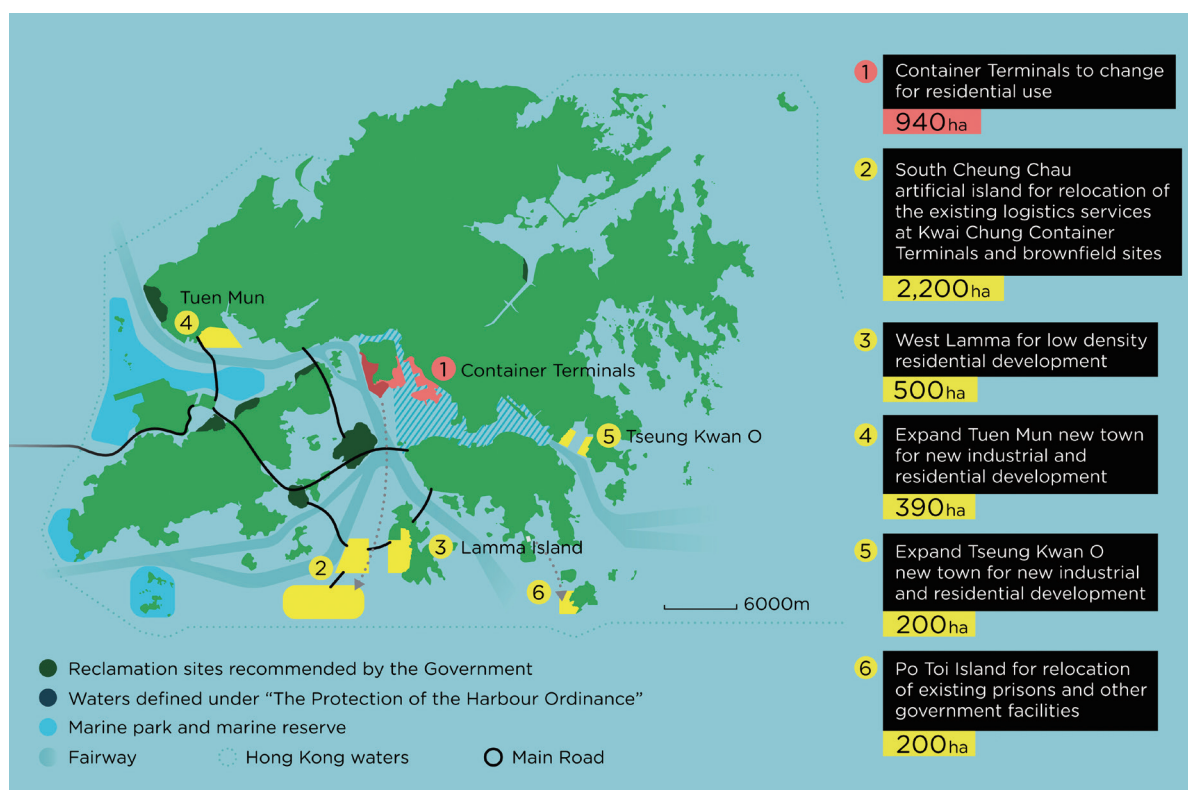 Tuen Mun
4
1
Container Terminals
5
Tseung Kwan O
2
3
Lamma Island
6
6000m
Reclamation sites recommended by the Government
Waters defined under “The Protection of the Harbour Ordinance”
Marine park and marine reserve
Fairway
Hong Kong waters
Main Road
1
Container Terminals to change
for residential use
940ha
2
South Cheung Chau
artificial island for relocation of
the existing logistics services
at Kwai Chung Container
Terminals and brownfield sites
2,200ha
3
West Lamma for low density
residential development
500ha
4
Expand Tuen Mun new town
for new industrial and
residential development
390ha
5
Expand Tseung Kwan O
new town for new industrial
and residential development
200ha
6
Po Toi Island for relocation
of existing prisons and other
government facilities
200ha